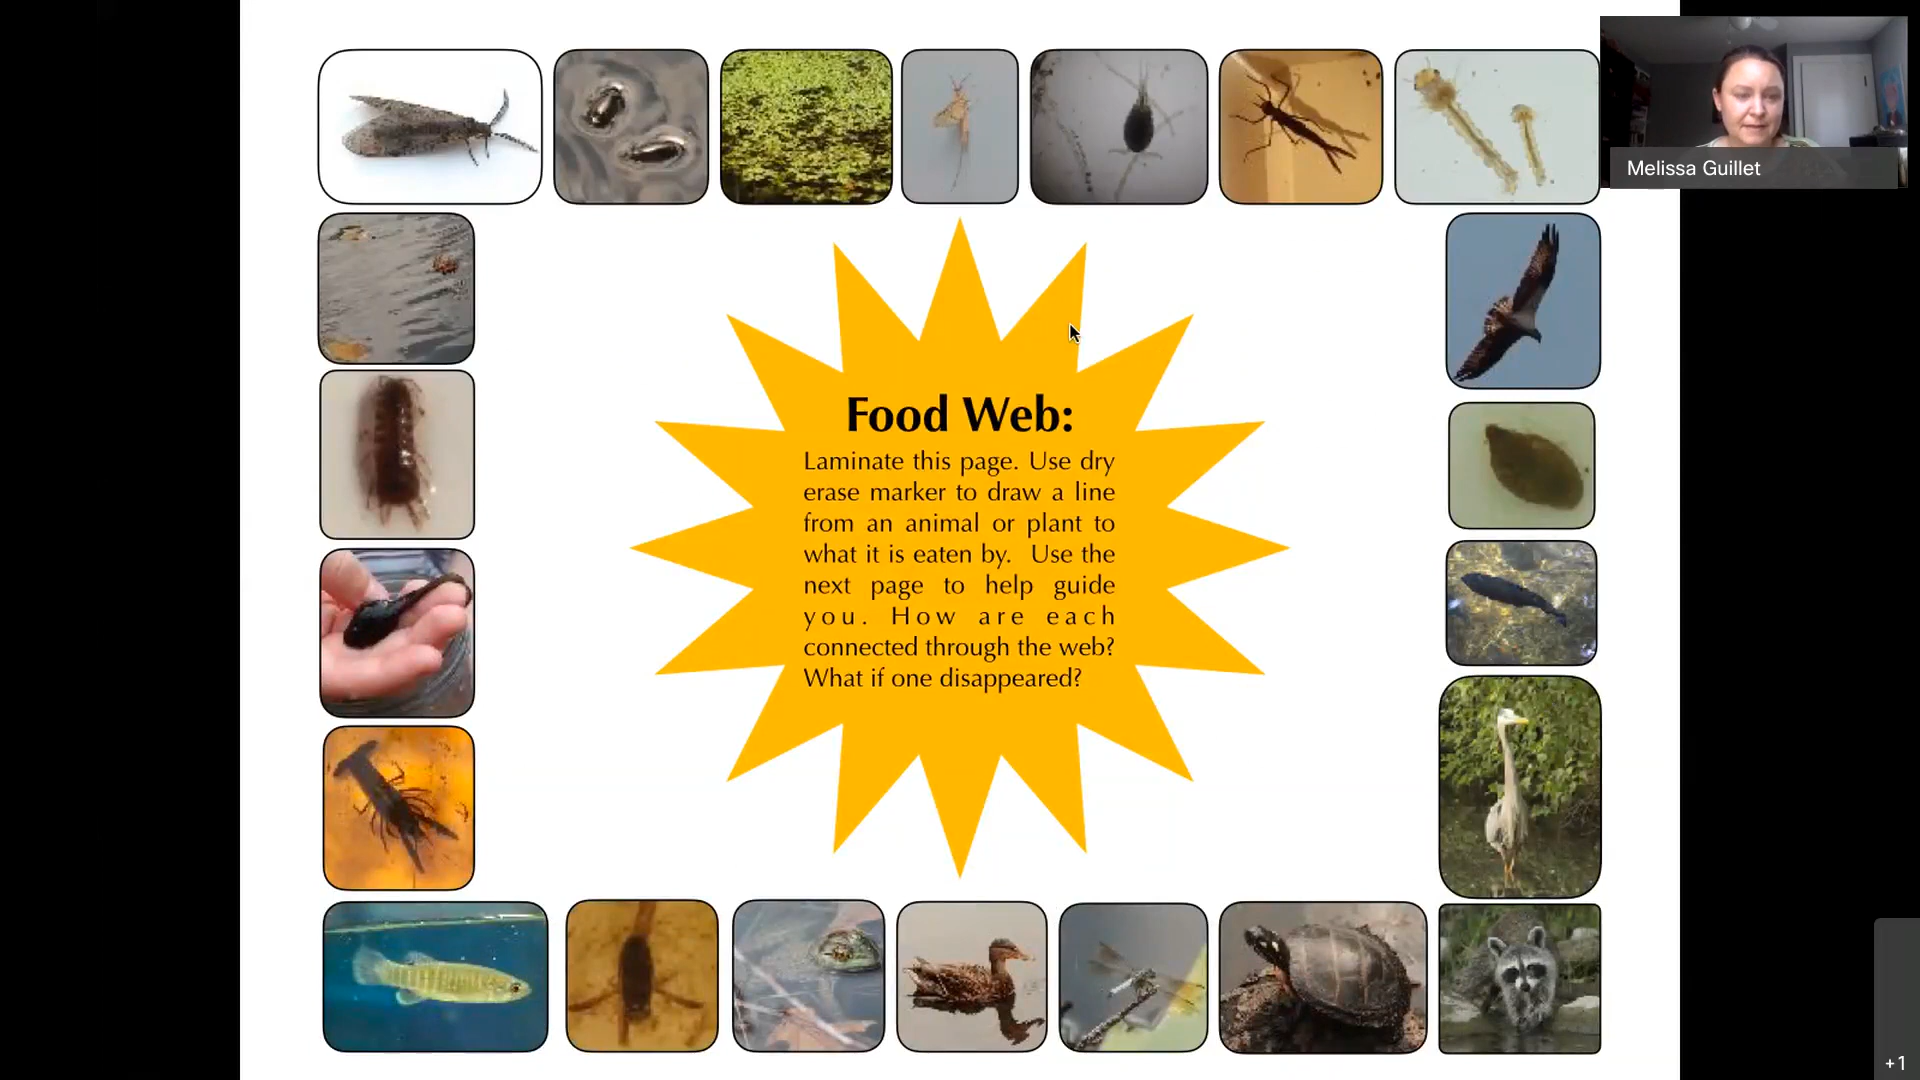 Melissa Guillet
Food Web:
Laminate this page. Use dry
erase marker to draw a line
from an animal or plant to
what it is eaten by. Use the
next page to help guide
you. How are each
connected through the web?
What if one disappeared?
+1